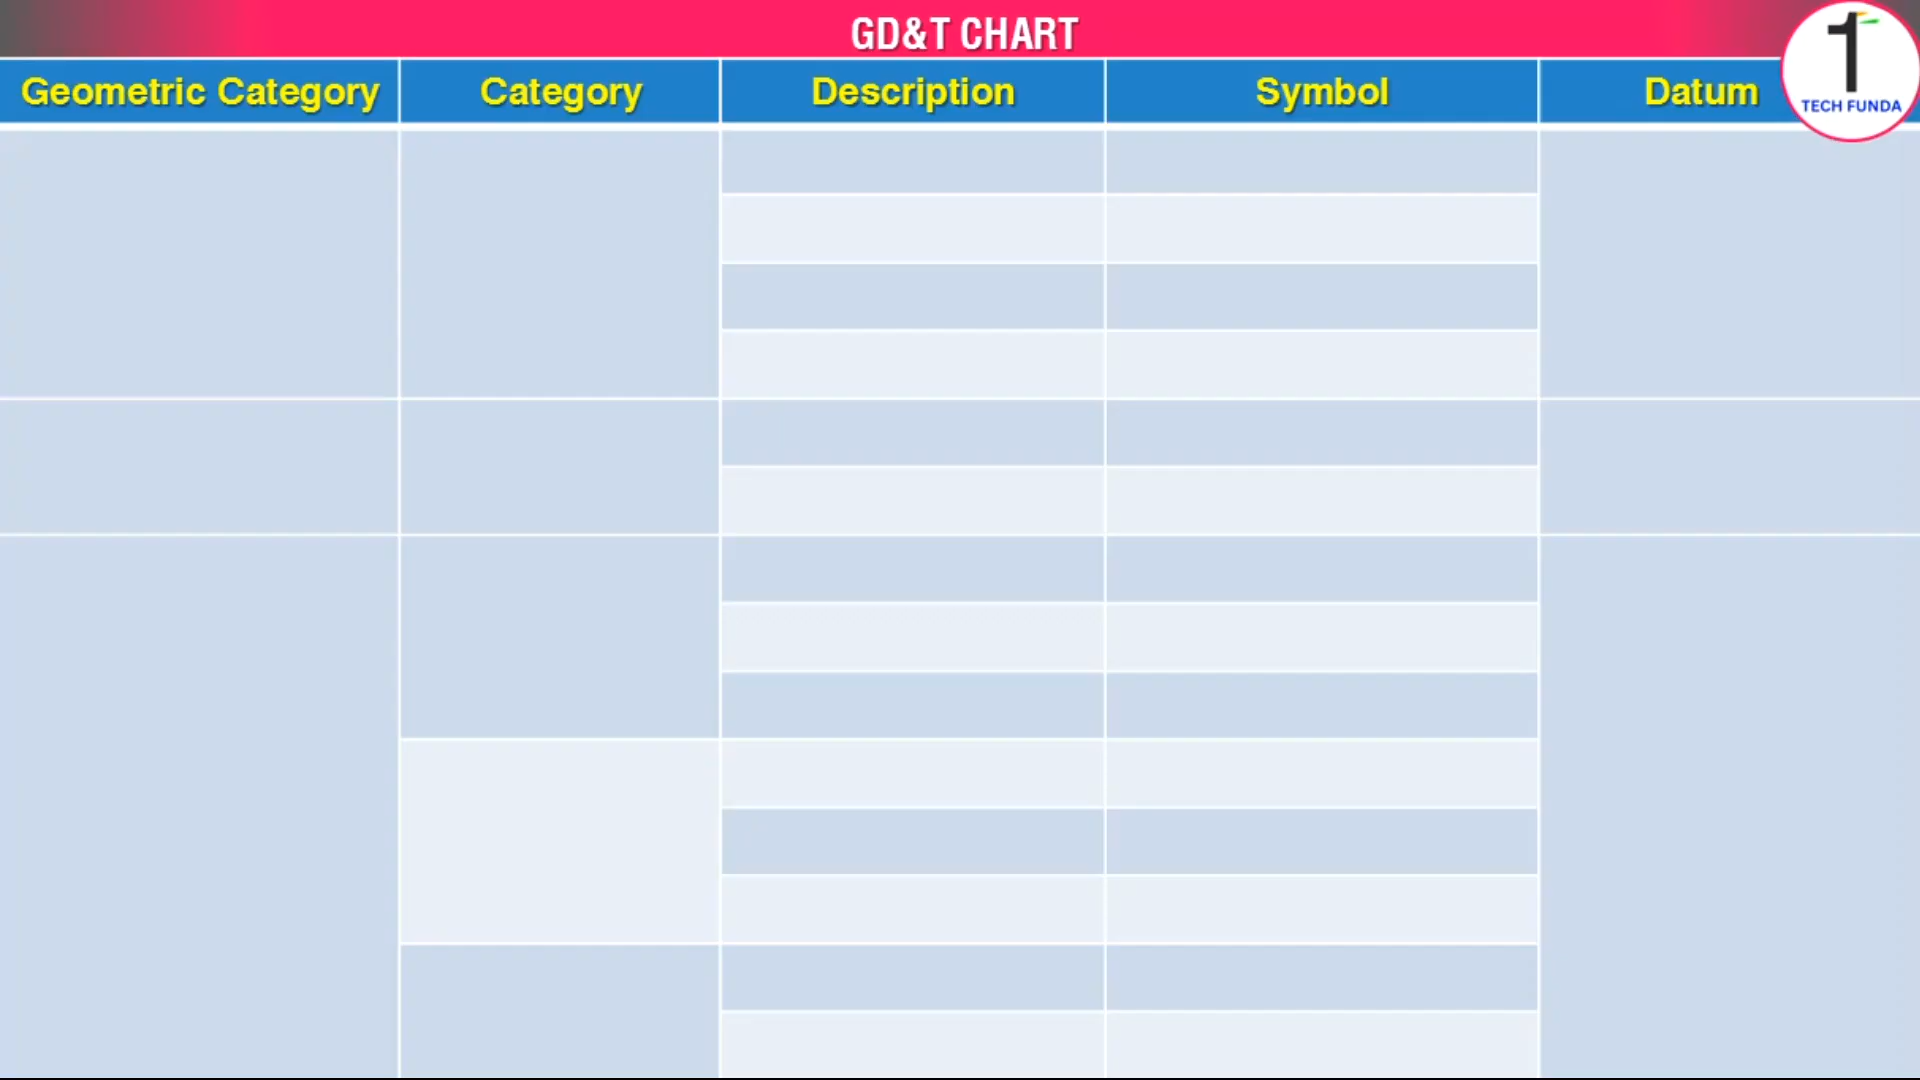 GD&T CHART
Geometric Category
Category
Description
Symbol
Datum
1
TECH FUNDA